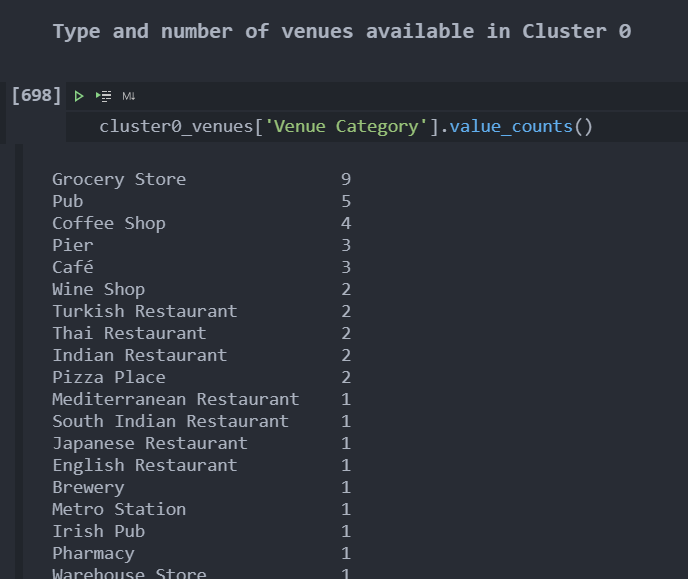 Type and number of venues available in Cluster 0
[698] M↓
cluster0_venues['Venue Category'].value_counts()
Grocery Store 9
Pub 5
Coffee Shop 4
Pier 3
Café 3
Wine Shop 2
Turkish Restaurant 2
Thai Restaurant 2
Indian Restaurant 2
Pizza Place 2
Mediterranean Restaurant 1
South Indian Restaurant 1
Japanese Restaurant 1
English Restaurant 1
Brewery 1
Metro Station 1
Irish Pub 1
Pharmacy 1
Warehouse Store 1